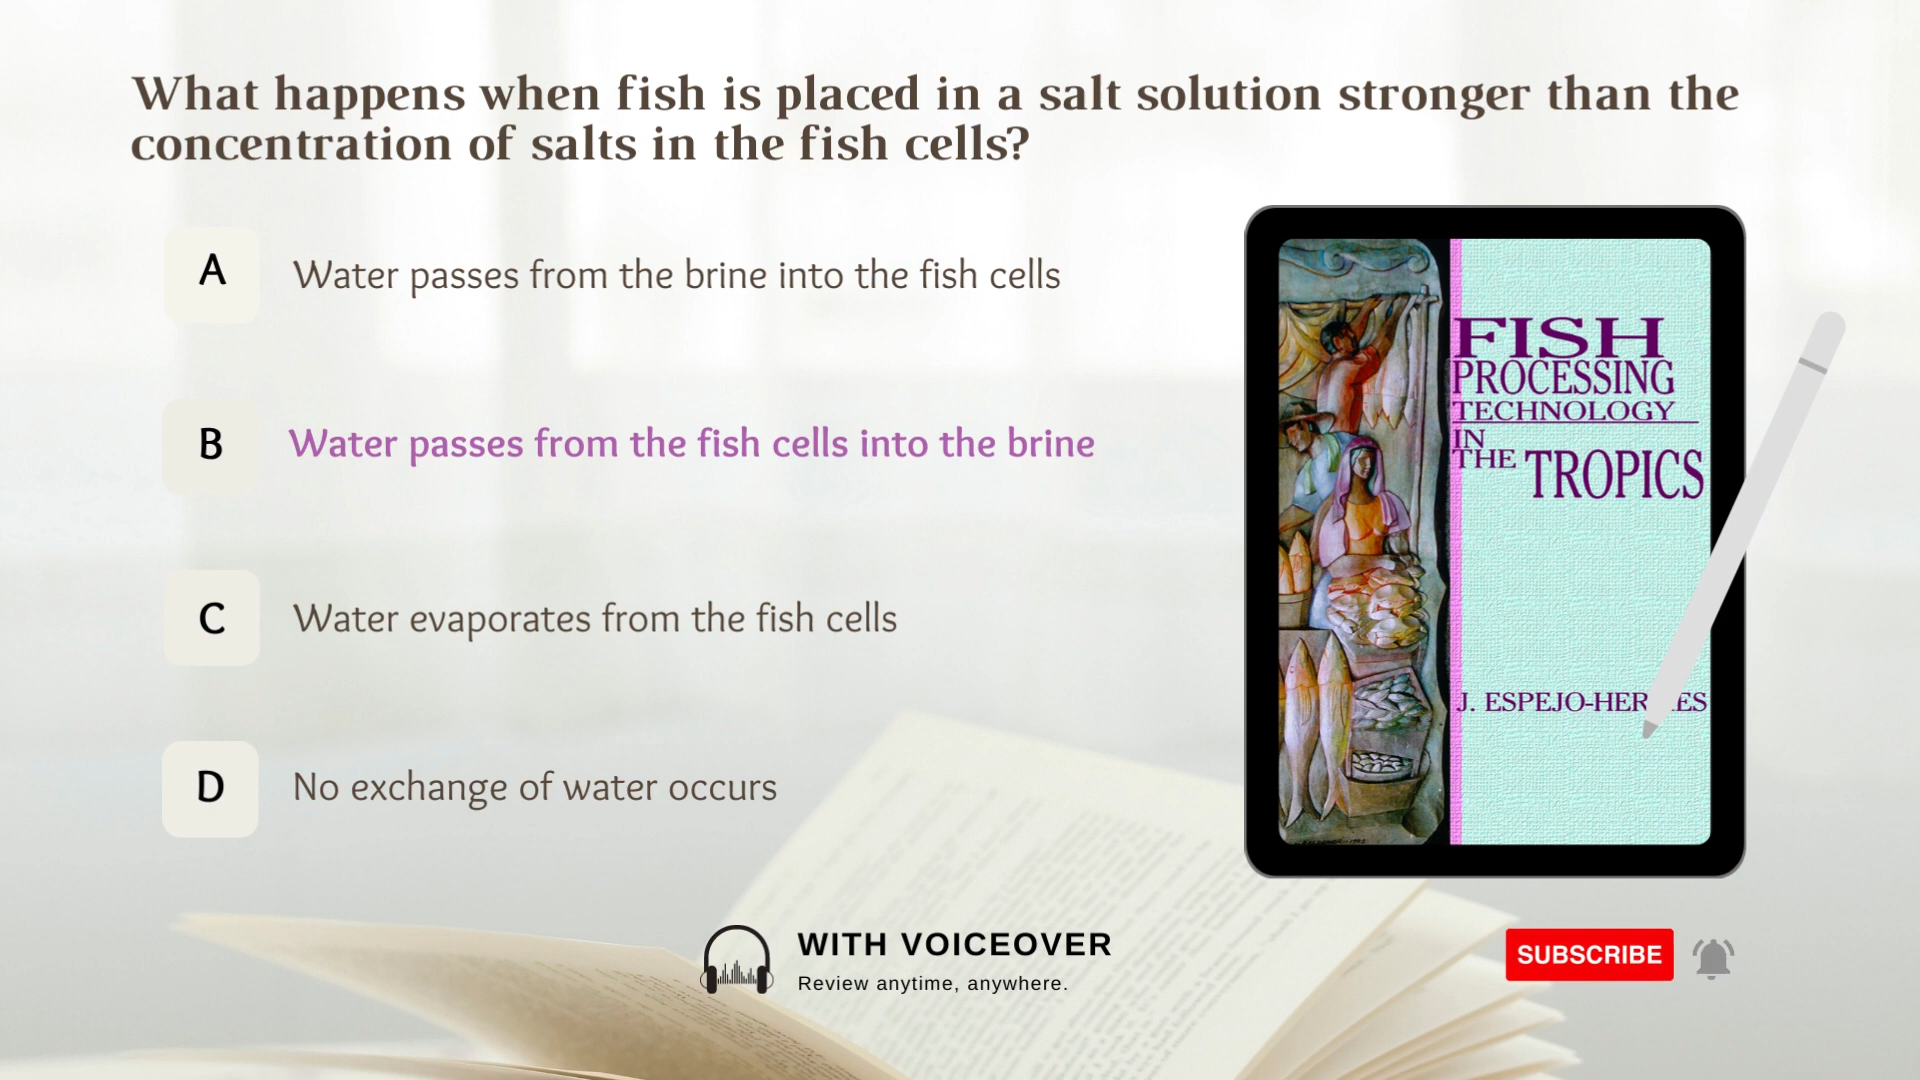 What happens when fish is placed in a salt solution stronger than the
concentration of salts in the fish cells?
A
Water passes from the brine into the fish cells
B
Water passes from the fish cells into the brine
C
Water evaporates from the fish cells
D
No exchange of water occurs
FISH
PROCESSING
TECHNOLOGY
IN
THE TROPICS
J. ESPEJO-HER ES
WITH VOICEOVER
Review anytime, anywhere.
SUBSCRIBE